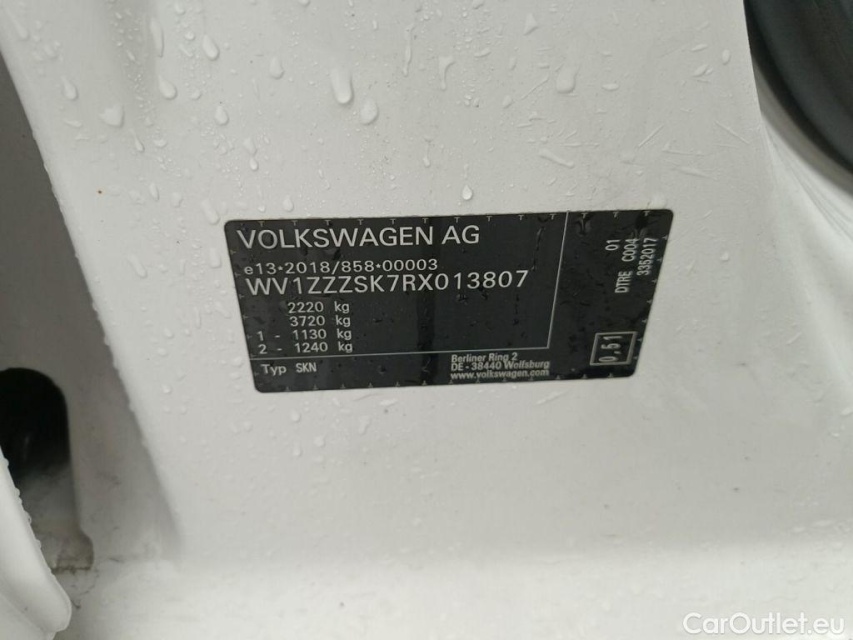 VOLKSWAGEN AG
e13*2018/858*00003
WV1ZZZSK7RX013807
2220 kg
3720 kg
1 - 1130 kg
2 - 1240 kg
Typ SKN
Berliner Ring 2
DE - 38440 Wolfsburg
www.volkswagen.com
01
DTRE C004
3352017
0,51
CarOutlet.eu